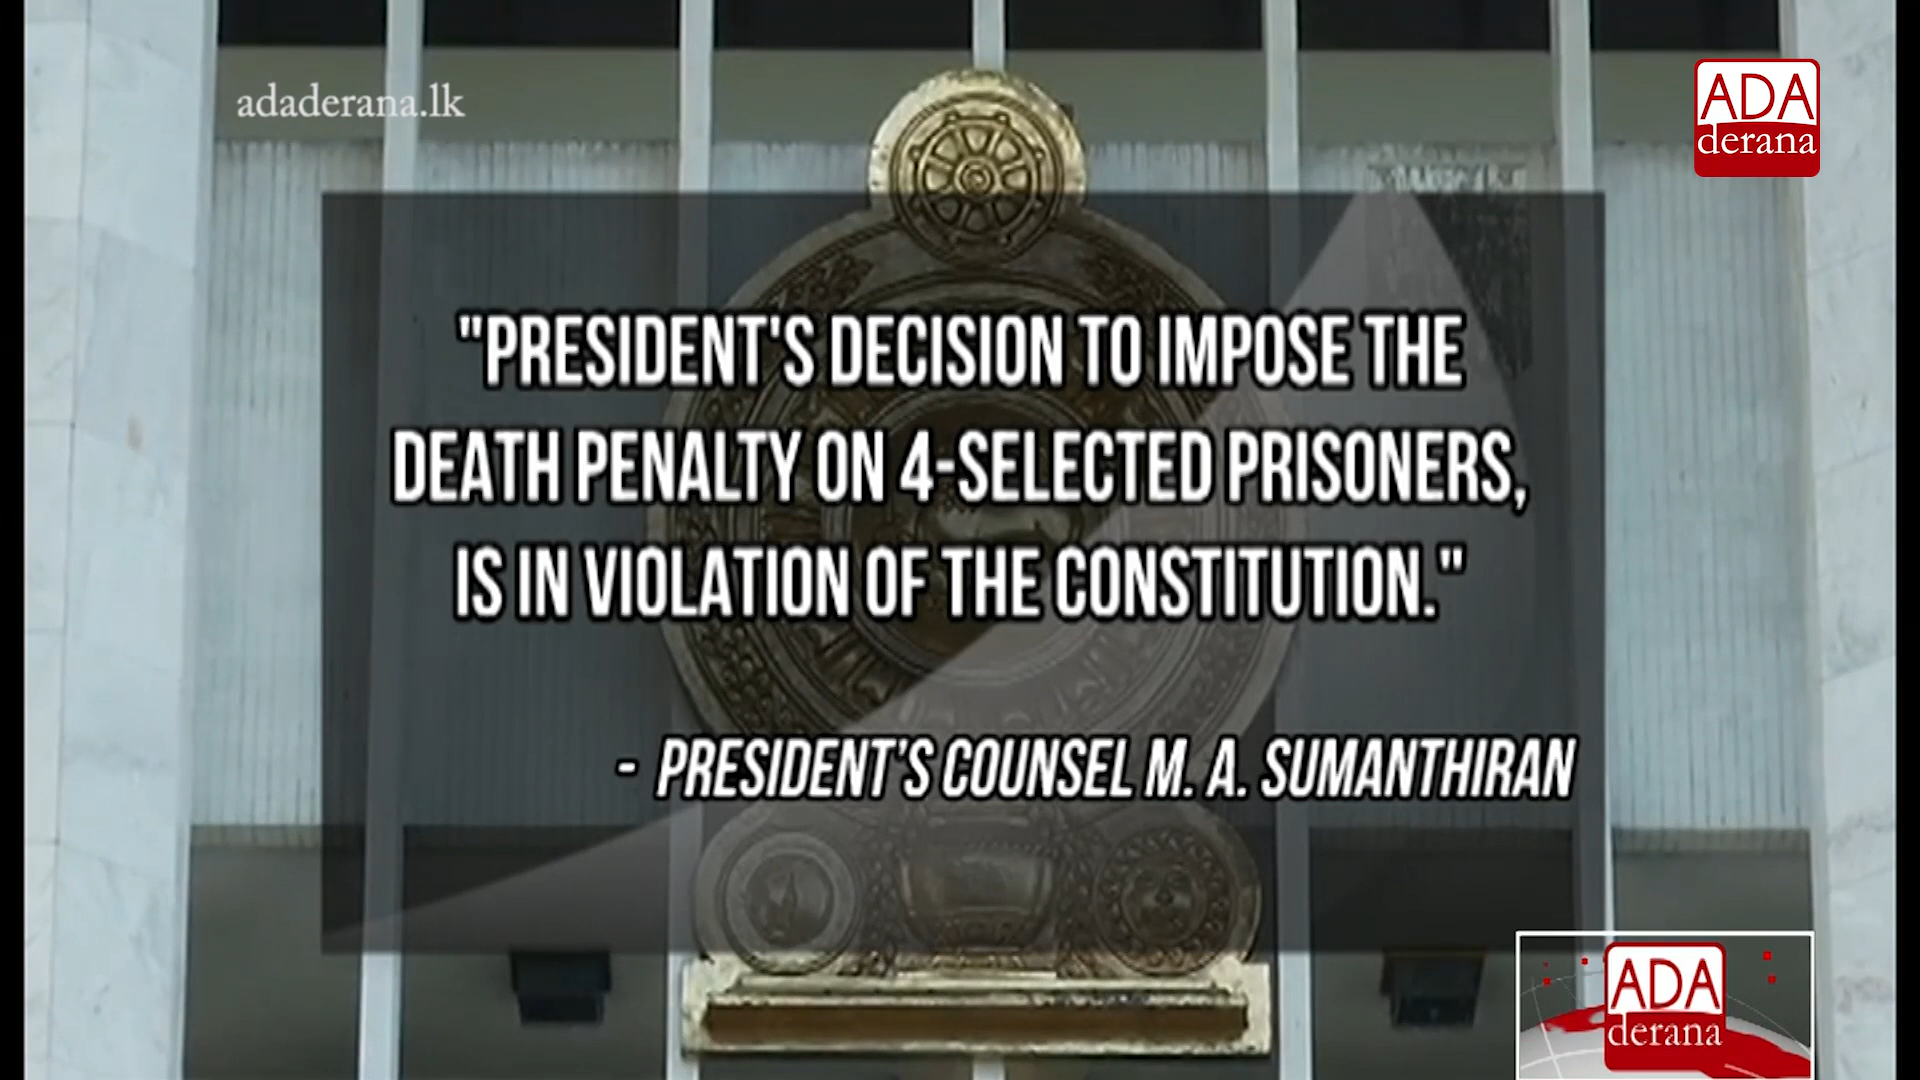 adaderana.lk
ADA
derana
"PRESIDENT'S DECISION TO IMPOSE THE
DEATH PENALTY ON 4-SELECTED PRISONERS,
IS IN VIOLATION OF THE CONSTITUTION."
- PRESIDENT'S COUNSEL M. A. SUMANTHIRAN
ADA
derana